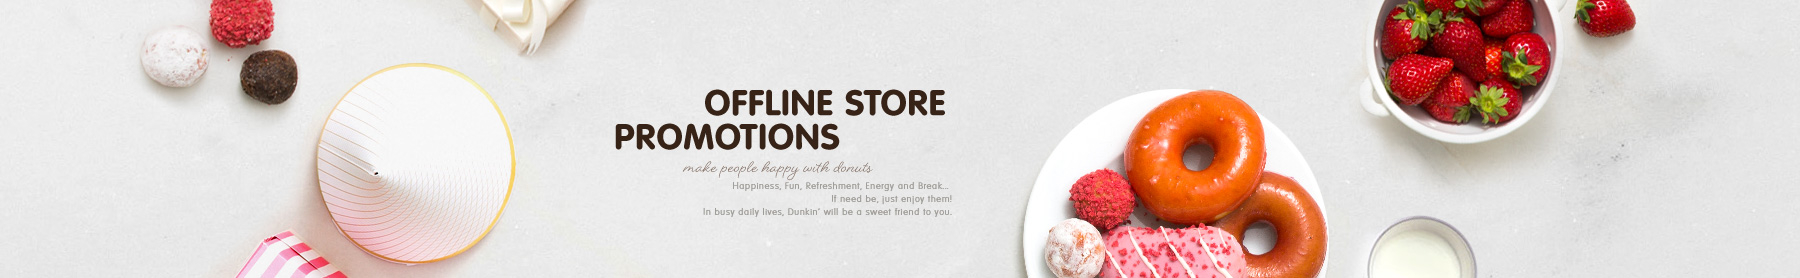 OFFLINE STORE
PROMOTIONS
make people happy with donuts
Happiness, Fun, Refreshment, Energy and Break...
If need be, just enjoy them!
In busy daily lives, Dunkin' will be a sweet friend to you.